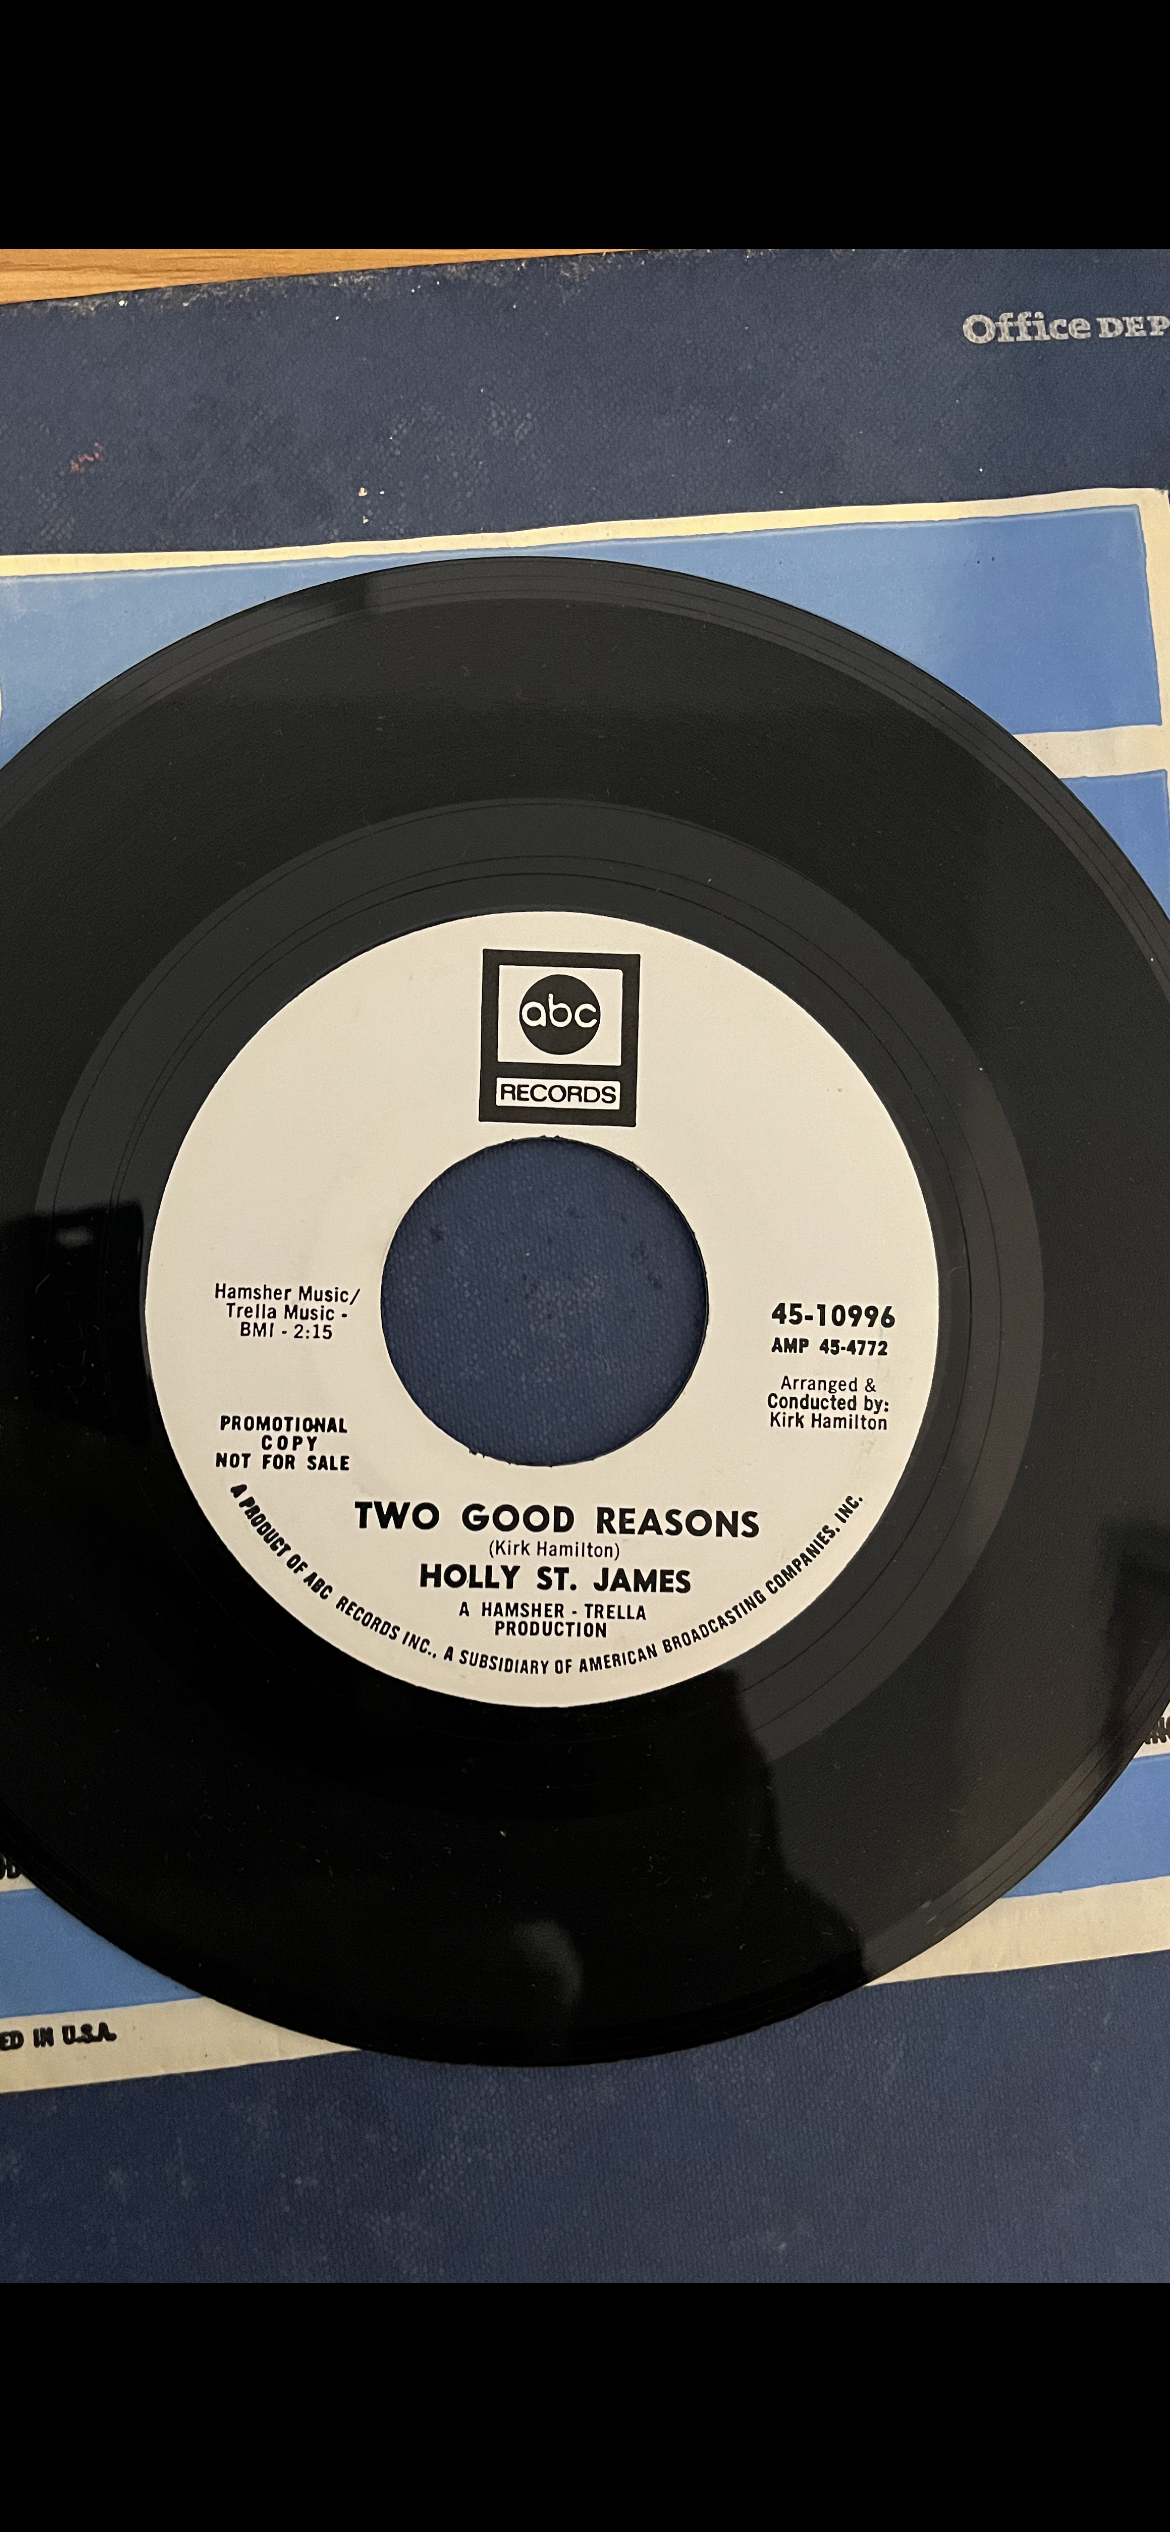 Office DEP
abc
RECORDS
Hamsher Music/
Trella Music -
BMI - 2:15
45-10996
AMP 45-4772
Arranged &
Conducted by:
Kirk Hamilton
PROMOTIONAL
COPY
NOT FOR SALE
TWO GOOD REASONS
(Kirk Hamilton)
HOLLY ST. JAMES
A HAMSHER - TRELLA
PRODUCTION
A PRODUCT OF ABC RECORDS INC., A SUBSIDIARY OF AMERICAN BROADCASTING COMPANIES, INC.
ED IN U.S.A.